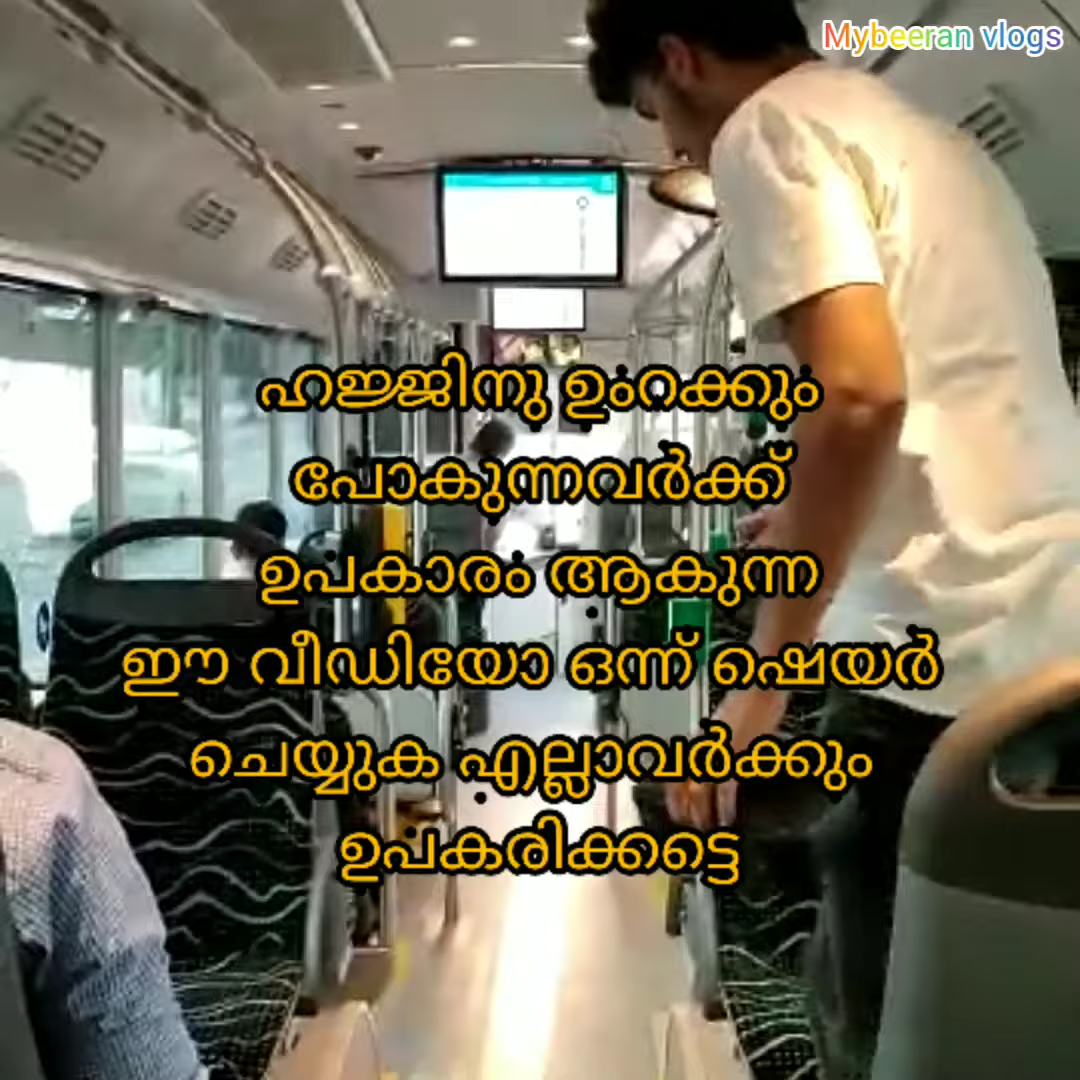 Mybeeran vlogs
ഹജ്ജിനു ഉംറക്കും
പോകുന്നവർക്ക്
ഉപകാരം ആകുന്ന
ഈ വീഡിയോ ഒന്ന് ഷെയർ
ചെയ്യുക എല്ലാവർക്കും
ഉപകരിക്കട്ടെ